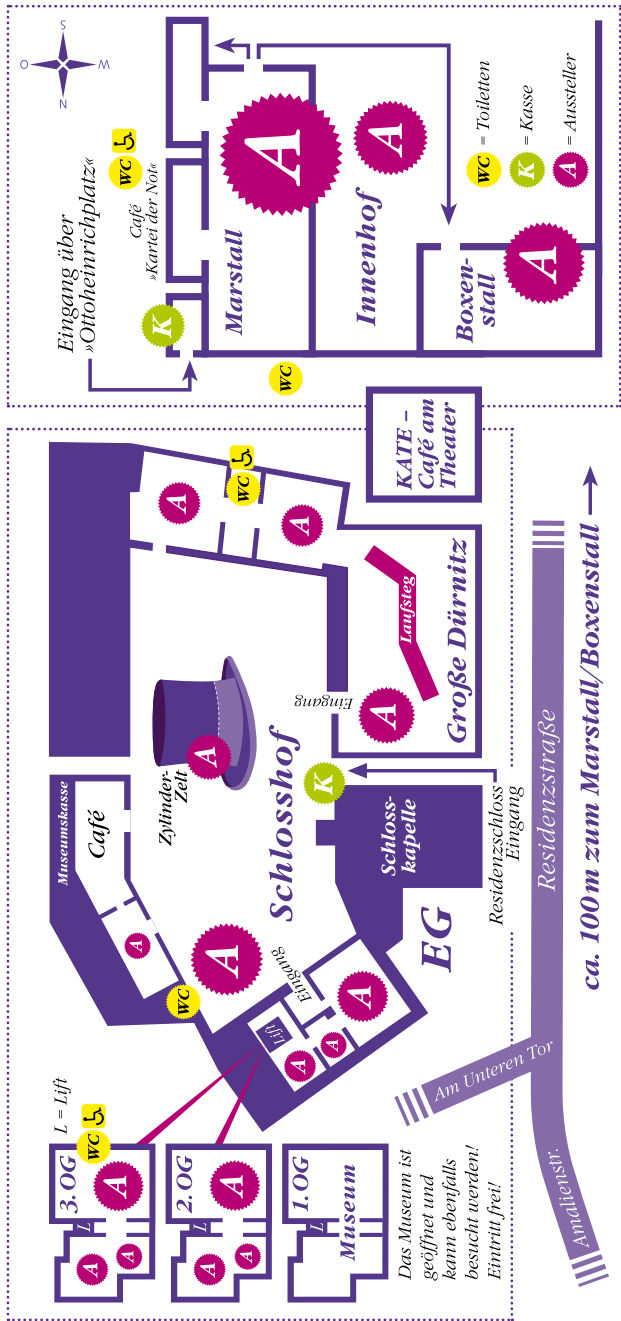 3. OG
L = Lift
WC
L
A
A
A
2. OG
L
A
A
A
1. OG
L
Museum
Das Museum ist
geöffnet und
kann ebenfalls
besucht werden!
Eintritt frei!
Museumskasse
Café
A
WC
A
Eingang
Lift
A
A
A
EG
Schlosshof
Zylinder-
Zelt
A
Schloss-
kapelle
K
Residenzschloss
Eingang
Eingang
A
Laufsteg
Große Dürnitz
A
WC
A
KATE –
Café am
Theater
Am Unteren Tor
Amalienstr.
Residenzstraße
ca. 100 m zum Marstall/Boxenstall
Eingang über
»Ottoheinrichplatz«
K
WC
Café
»Kartei der Not«
WC
Marstall
A
Innenhof
A
Boxen-
stall
A
WC = Toiletten
K = Kasse
A = Aussteller
N
O
S
W